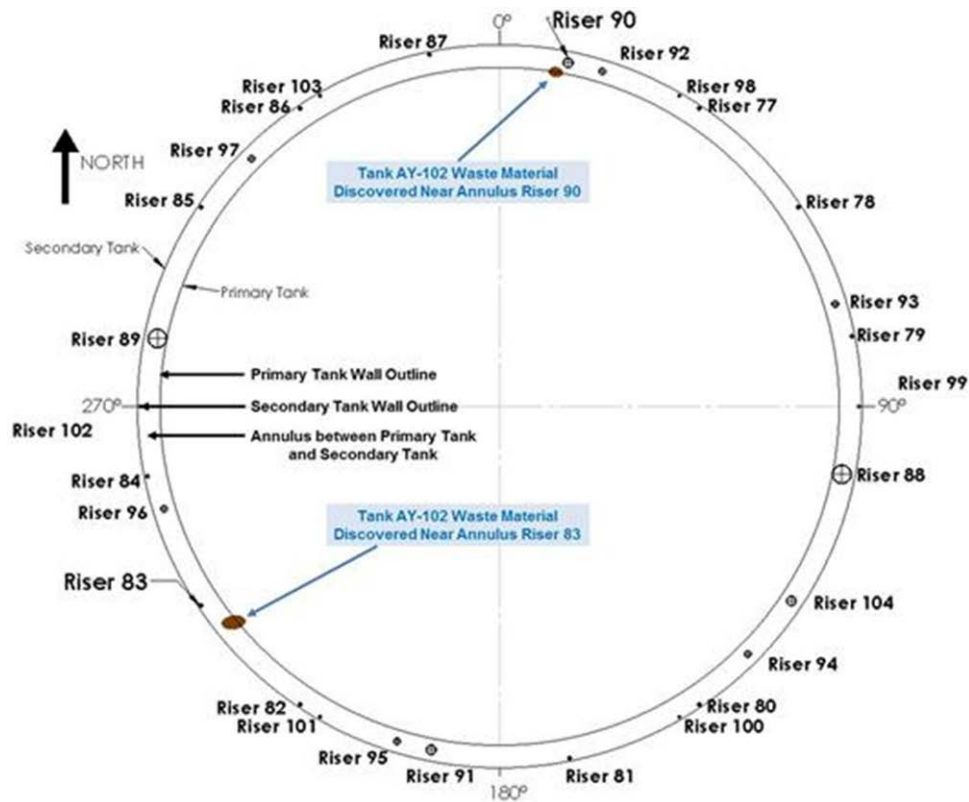 0°
Riser 90
Riser 87
Riser 92
Riser 103
Riser 98
Riser 86
Riser 77
Riser 97
NORTH
Tank AY-102 Waste Material
Discovered Near Annulus Riser 90
Riser 85
Riser 78
Secondary Tank
Primary Tank
Riser 93
Riser 89
Riser 79
Primary Tank Wall Outline
Riser 99
270°
Secondary Tank Wall Outline
90°
Riser 102
Annulus between Primary Tank
and Secondary Tank
Riser 84
Riser 88
Riser 96
Tank AY-102 Waste Material
Discovered Near Annulus Riser 83
Riser 83
Riser 104
Riser 94
Riser 82
Riser 80
Riser 101
Riser 100
Riser 95
Riser 91
Riser 81
180°